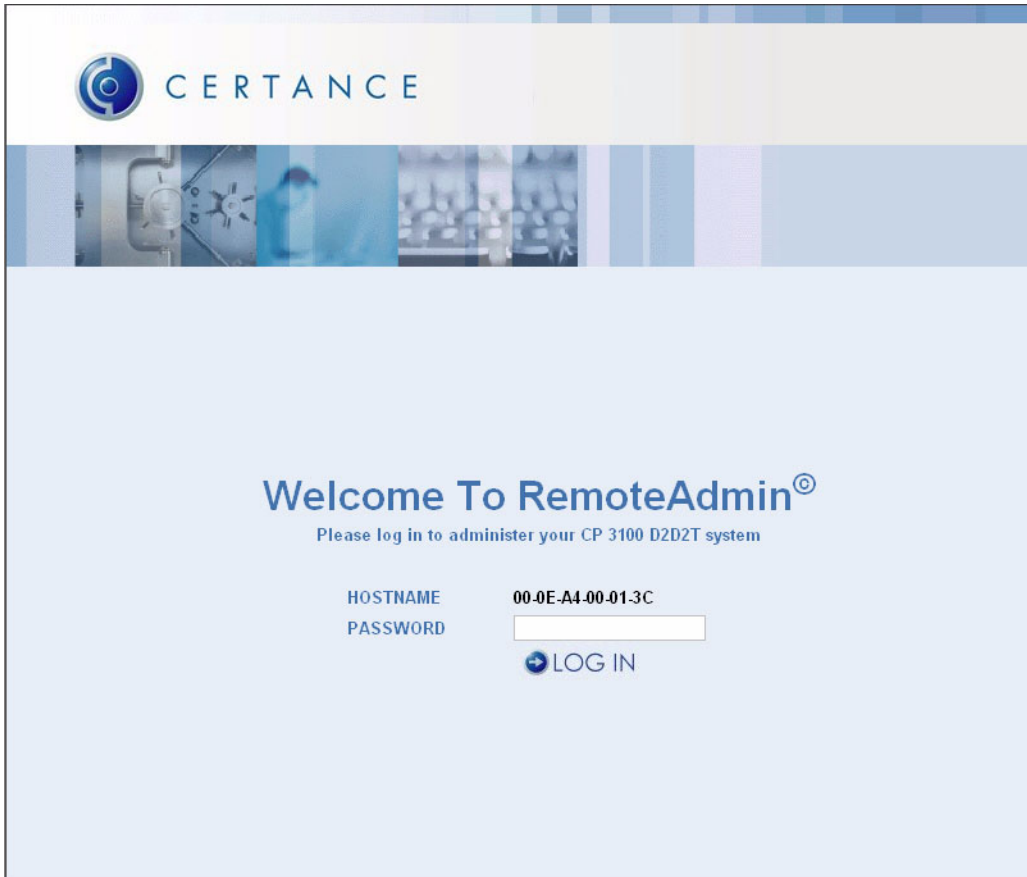 CERTANCE
Welcome To RemoteAdmin©
Please log in to administer your CP 3100 D2D2T system
HOSTNAME 00-0E-A4-00-01-3C
PASSWORD
LOG IN